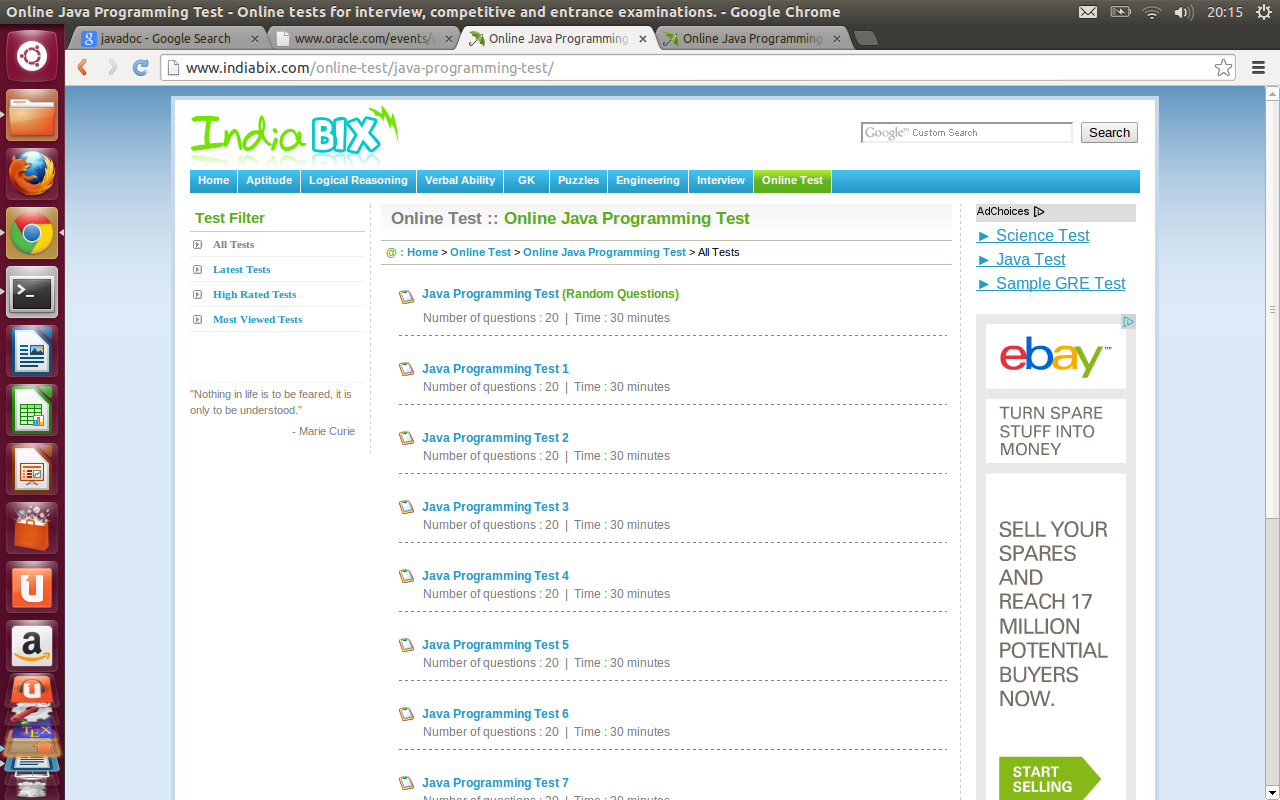 Online Java Programming Test - Online tests for interview, competitive and entrance examinations. - Google Chrome
20:15
javadoc - Google Search
www.oracle.com/events/
Online Java Programming
Online Java Programming
www.indiabix.com/online-test/java-programming-test/
India BIX
Google™ Custom Search
Search
Home
Aptitude
Logical Reasoning
Verbal Ability
GK
Puzzles
Engineering
Interview
Online Test
Test Filter
All Tests
Latest Tests
High Rated Tests
Most Viewed Tests
"Nothing in life is to be feared, it is
only to be understood."
- Marie Curie
Online Test :: Online Java Programming Test
@ : Home > Online Test > Online Java Programming Test > All Tests
Java Programming Test (Random Questions)
Number of questions : 20 | Time : 30 minutes
Java Programming Test 1
Number of questions : 20 | Time : 30 minutes
Java Programming Test 2
Number of questions : 20 | Time : 30 minutes
Java Programming Test 3
Number of questions : 20 | Time : 30 minutes
Java Programming Test 4
Number of questions : 20 | Time : 30 minutes
Java Programming Test 5
Number of questions : 20 | Time : 30 minutes
Java Programming Test 6
Number of questions : 20 | Time : 30 minutes
Java Programming Test 7
Number of questions : 20 | Time : 30 minutes
AdChoices
► Science Test
► Java Test
► Sample GRE Test
ebay™
TURN SPARE
STUFF INTO
MONEY
SELL YOUR
SPARES
AND
REACH 17
MILLION
POTENTIAL
BUYERS
NOW.
START
SELLING